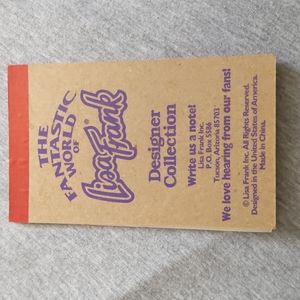 THE
FANTASTIC
WORLD
OF
Lisa Frank®
Designer
Collection
Write us a note!
Lisa Frank Inc.
P.O. Box 5586
Tucson, Arizona 85703
We love hearing from our fans!
© Lisa Frank Inc. All Rights Reserved.
Designed in the United States of America.
Made in China.